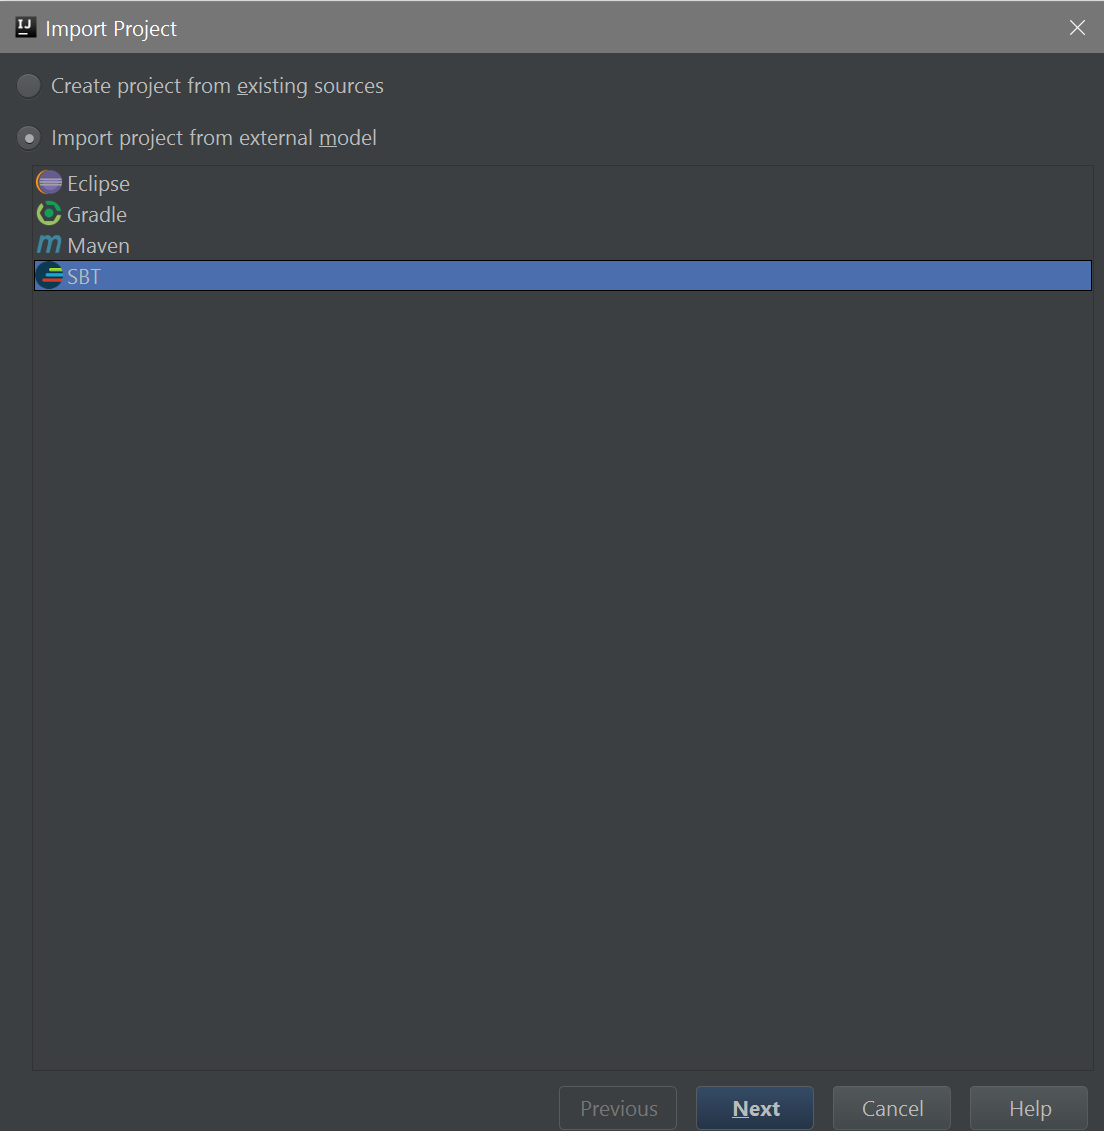 IJ Import Project
Create project from existing sources
Import project from external model
Eclipse
Gradle
m Maven
SBT
Previous Next Cancel Help